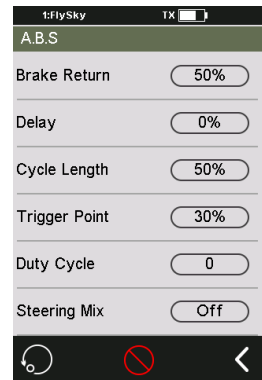 1:FlySky TX
A.B.S
Brake Return 50%
Delay 0%
Cycle Length 50%
Trigger Point 30%
Duty Cycle 0
Steering Mix Off